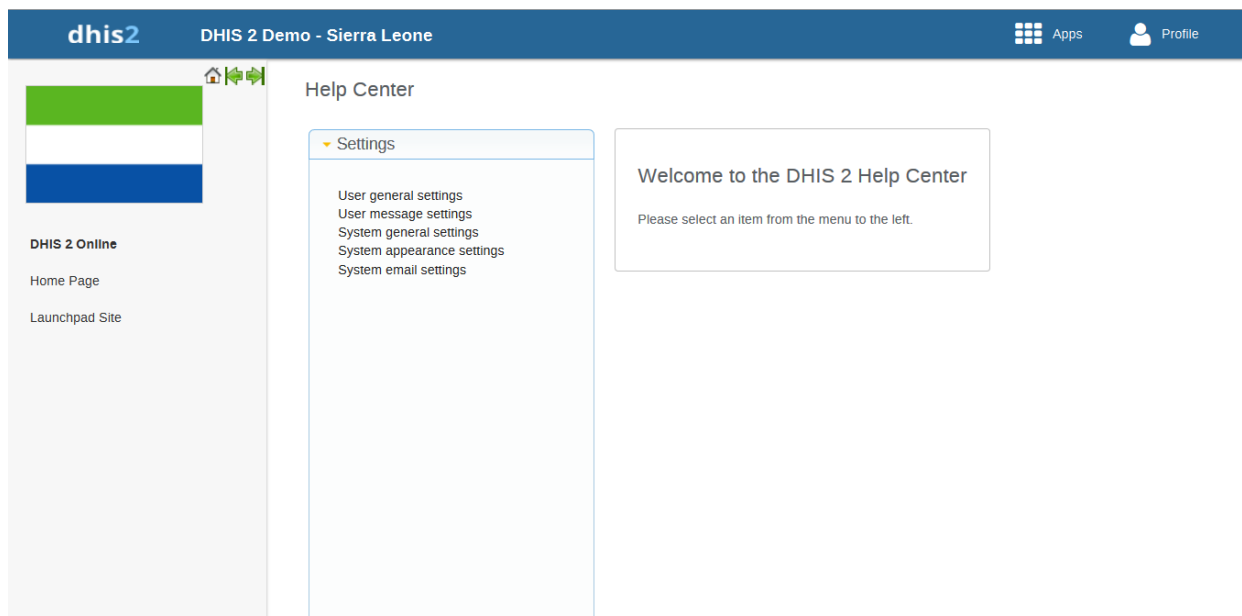 dhis2
DHIS 2 Demo - Sierra Leone
Apps
Profile
DHIS 2 Online
Home Page
Launchpad Site
Help Center
Settings
User general settings
User message settings
System general settings
System appearance settings
System email settings
Welcome to the DHIS 2 Help Center
Please select an item from the menu to the left.